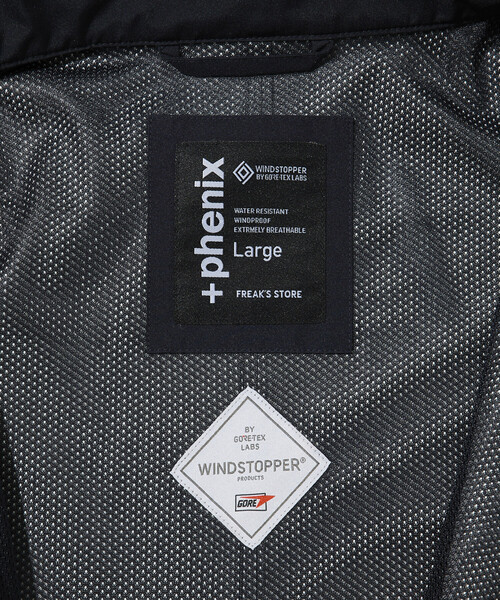 +phenix
WINDSTOPPER
BY GORE-TEX LABS
WATER RESISTANT
WINDPROOF
EXTRMELY BREATHABLE
Large
FREAK'S STORE
BY
GORE-TEX
LABS
WINDSTOPPER®
PRODUCTS
GORE